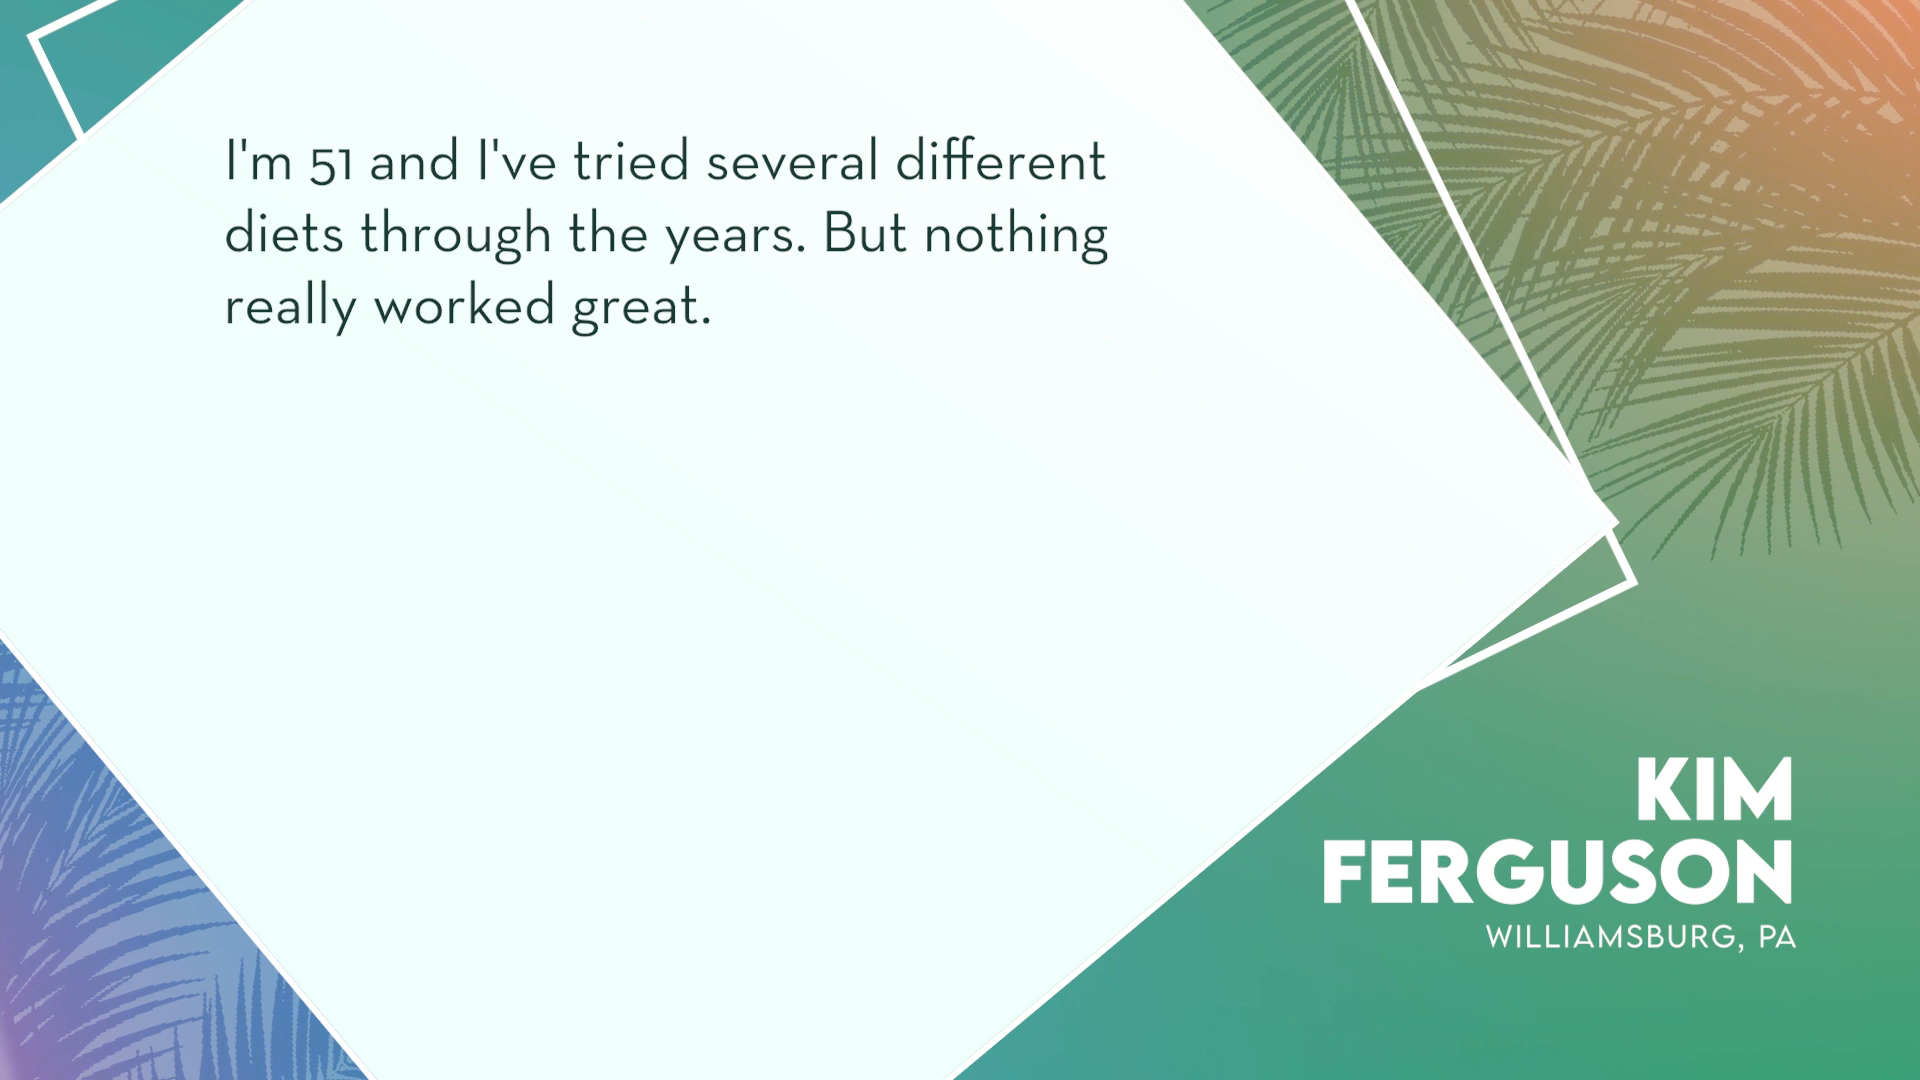 I'm 51 and I've tried several different
diets through the years. But nothing
really worked great.
KIM
FERGUSON
WILLIAMSBURG, PA